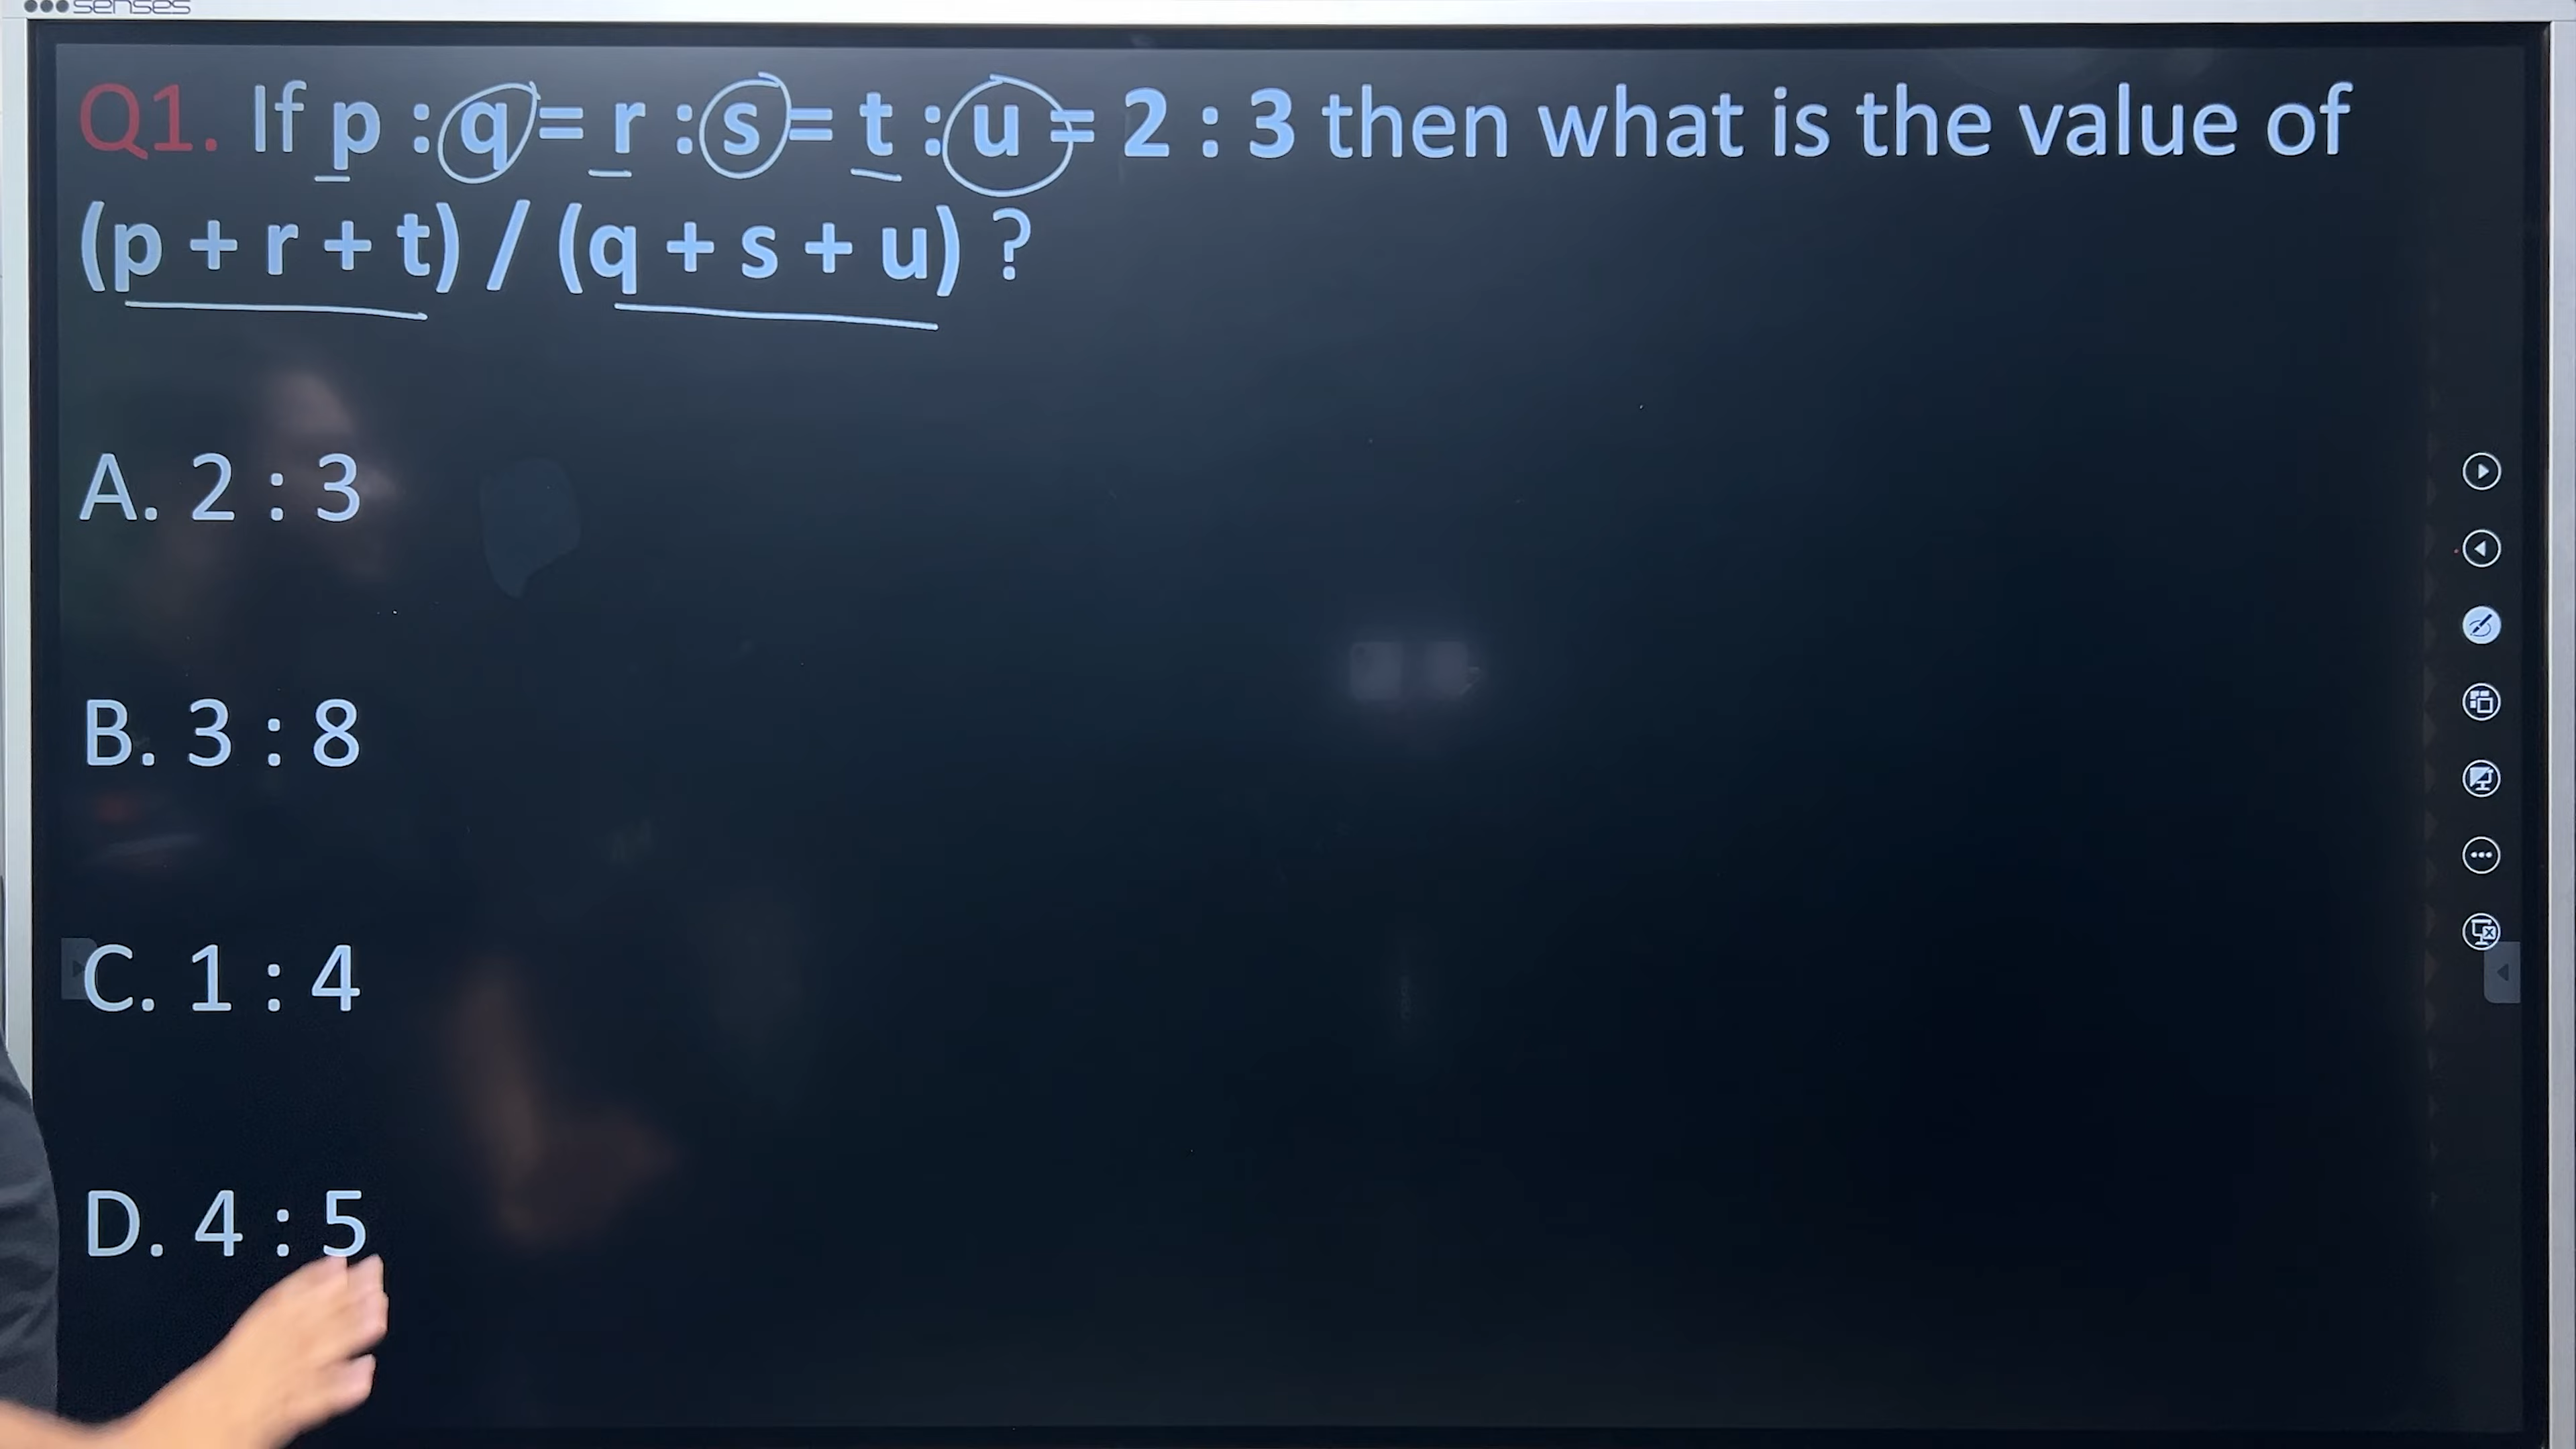 senses
Q1. If p : q = r : s = t : u = 2 : 3 then what is the value of
(p + r + t) / (q + s + u) ?
A. 2 : 3
B. 3 : 8
C. 1 : 4
D. 4 : 5